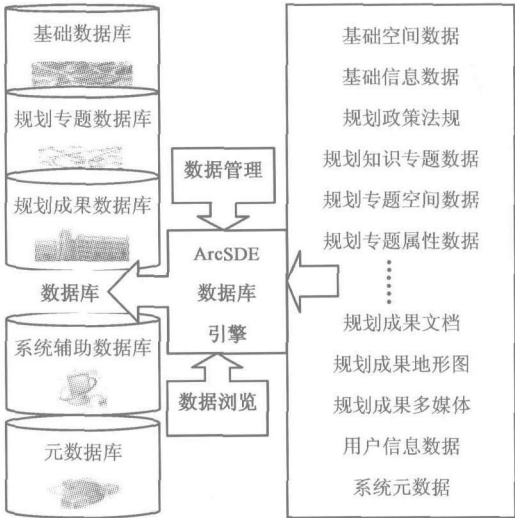 基础数据库
规划专题数据库
规划成果数据库
数据库
系统辅助数据库
元数据库
数据管理
ArcSDE
数据库
引擎
数据浏览
基础空间数据
基础信息数据
规划政策法规
规划知识专题数据
规划专题空间数据
规划专题属性数据
规划成果文档
规划成果地形图
规划成果多媒体
用户信息数据
系统元数据